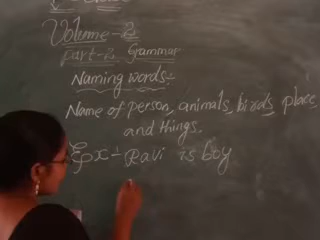 Volume-2
part-2 Grammar
Naming words:-
Name of person, animals, birds place
and things.
Ex:- Ravi is boy